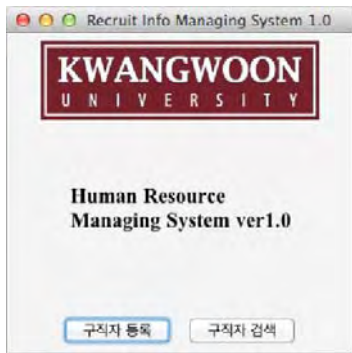 Recruit Info Managing System 1.0
KWANGWOON
UNIVERSITY
Human Resource
Managing System ver1.0
구직자 등록
구직자 검색